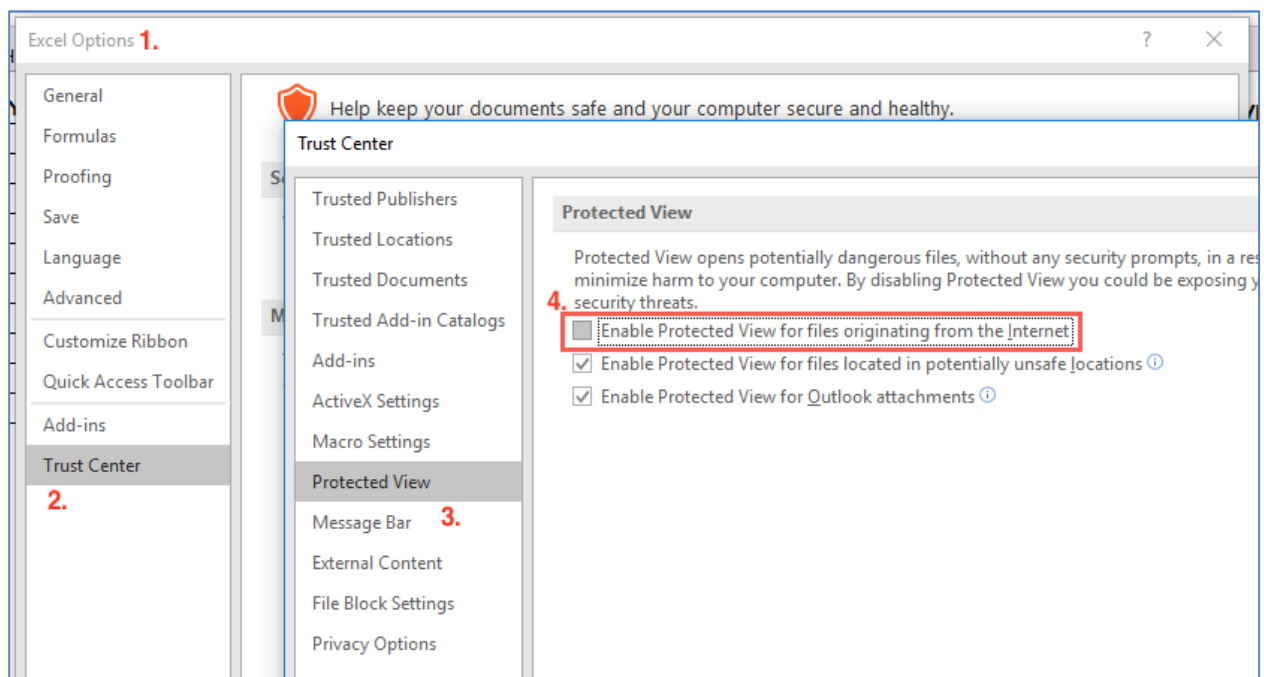 Excel Options 1.
?
General
Formulas
Proofing
Save
Language
Advanced
Customize Ribbon
Quick Access Toolbar
Add-ins
Trust Center
2.
Help keep your documents safe and your computer secure and healthy.
Trust Center
Trusted Publishers
Trusted Locations
Trusted Documents
Trusted Add-in Catalogs
Add-ins
ActiveX Settings
Macro Settings
Protected View
Message Bar
3.
External Content
File Block Settings
Privacy Options
Protected View
Protected View opens potentially dangerous files, without any security prompts, in a
minimize harm to your computer. By disabling Protected View you could be exposing
security threats.
4.
Enable Protected View for files originating from the Internet
Enable Protected View for files located in potentially unsafe locations
Enable Protected View for Outlook attachments